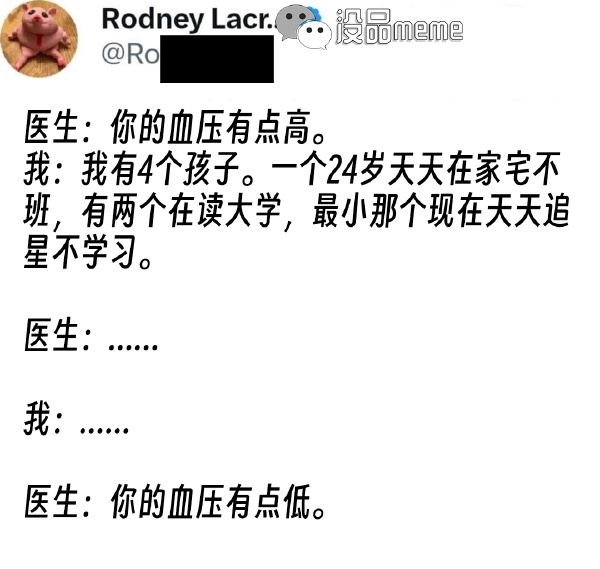 Rodney Lacr...
@Ro
没品meme
医生：你的血压有点高。
我：我有4个孩子。一个24岁天天在家宅不
班，有两个在读大学，最小那个现在天天追
星不学习。
医生：......
我：......
医生：你的血压有点低。